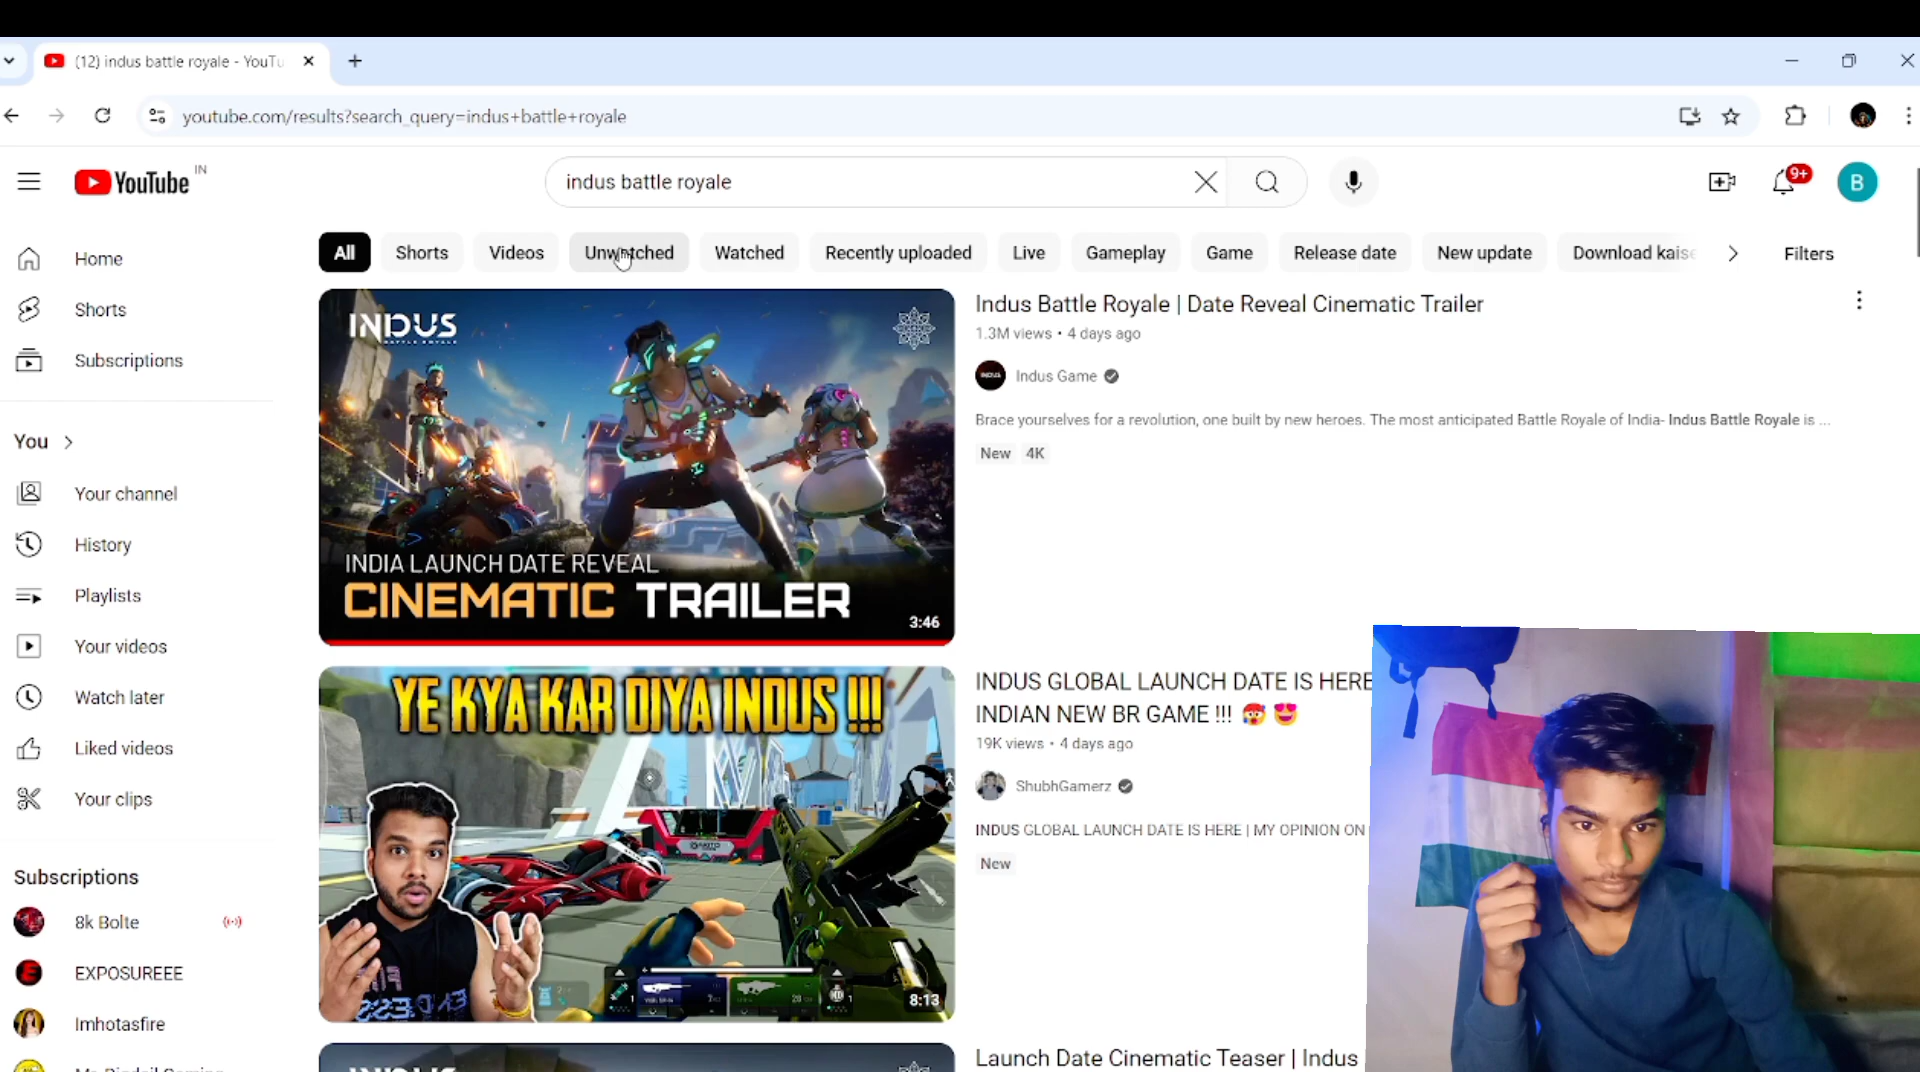 (12) indus battle royale - YouTu
youtube.com/results?search_query=indus+battle+royale
YouTube IN
indus battle royale
9+
B
All
Shorts
Videos
Unwatched
Watched
Recently uploaded
Live
Gameplay
Game
Release date
New update
Download kaise
Filters
Home
Shorts
Subscriptions
You
Your channel
History
Playlists
Your videos
Watch later
Liked videos
Your clips
Subscriptions
8k Bolte
EXPOSUREEE
Imhotasfire
INDUS
BATTLE ROYALE
INDIA LAUNCH DATE REVEAL
CINEMATIC TRAILER
3:46
Indus Battle Royale | Date Reveal Cinematic Trailer
1.3M views • 4 days ago
Indus Game
Brace yourselves for a revolution, one built by new heroes. The most anticipated Battle Royale of India- Indus Battle Royale is ...
New 4K
YE KYA KAR DIYA INDUS !!!
8:13
INDUS GLOBAL LAUNCH DATE IS HERE
INDIAN NEW BR GAME !!! 🥵 😍
19K views • 4 days ago
ShubhGamerz
INDUS GLOBAL LAUNCH DATE IS HERE | MY OPINION ON
New
Launch Date Cinematic Teaser | Indus